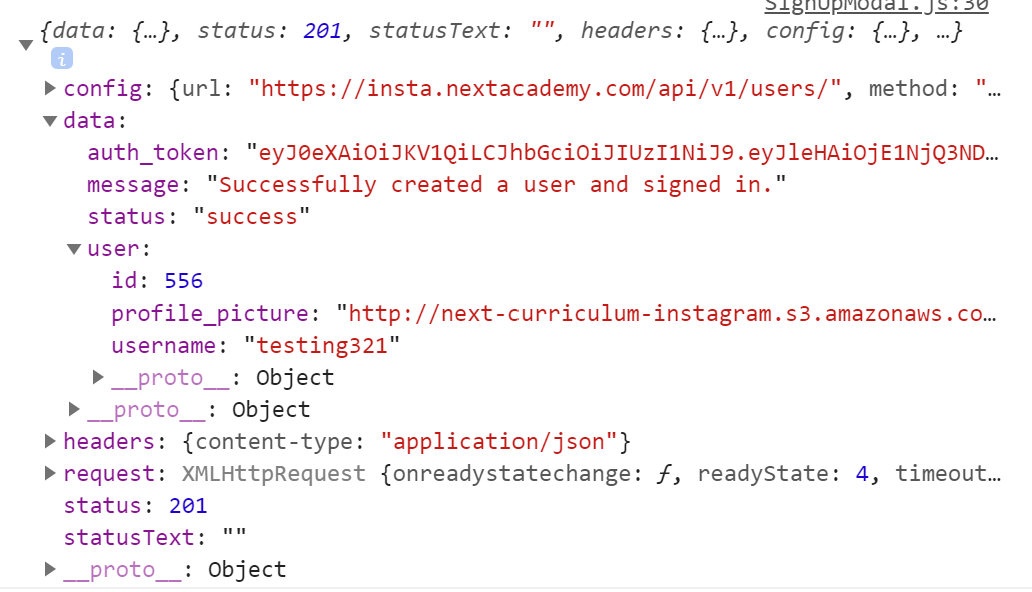 SignUpModal.js:30
{data: {…}, status: 201, statusText: "", headers: {…}, config: {…}, …}
i
config: {url: "https://insta.nextacademy.com/api/v1/users/", method: "…
data:
auth_token: "eyJ0eXAiOiJKV1QiLCJhbGciOiJIUzI1NiJ9.eyJleHAiOjE1NjQ3ND…
message: "Successfully created a user and signed in."
status: "success"
user:
id: 556
profile_picture: "http://next-curriculum-instagram.s3.amazonaws.co…
username: "testing321"
__proto__: Object
__proto__: Object
headers: {content-type: "application/json"}
request: XMLHttpRequest {onreadystatechange: ƒ, readyState: 4, timeout…
status: 201
statusText: ""
__proto__: Object